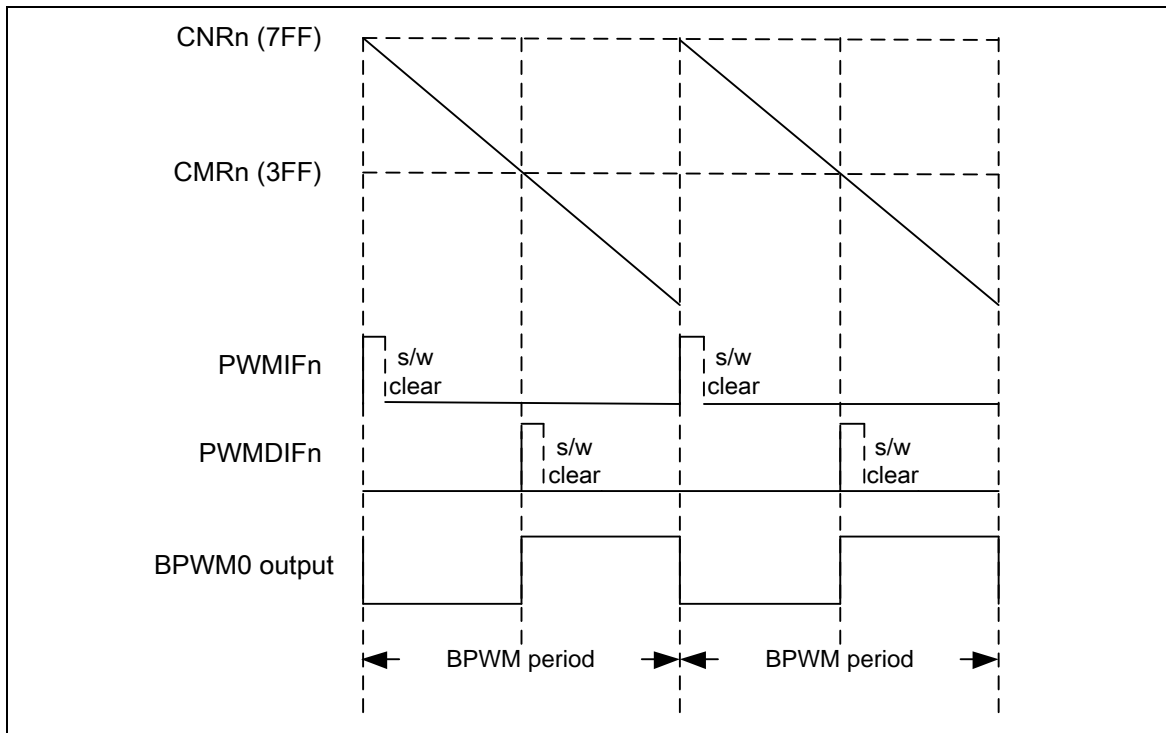 CNRn (7FF)
CMRn (3FF)
PWMIFn
s/w
clear
s/w
clear
PWMDIFn
s/w
clear
s/w
clear
BPWM0 output
BPWM period
BPWM period